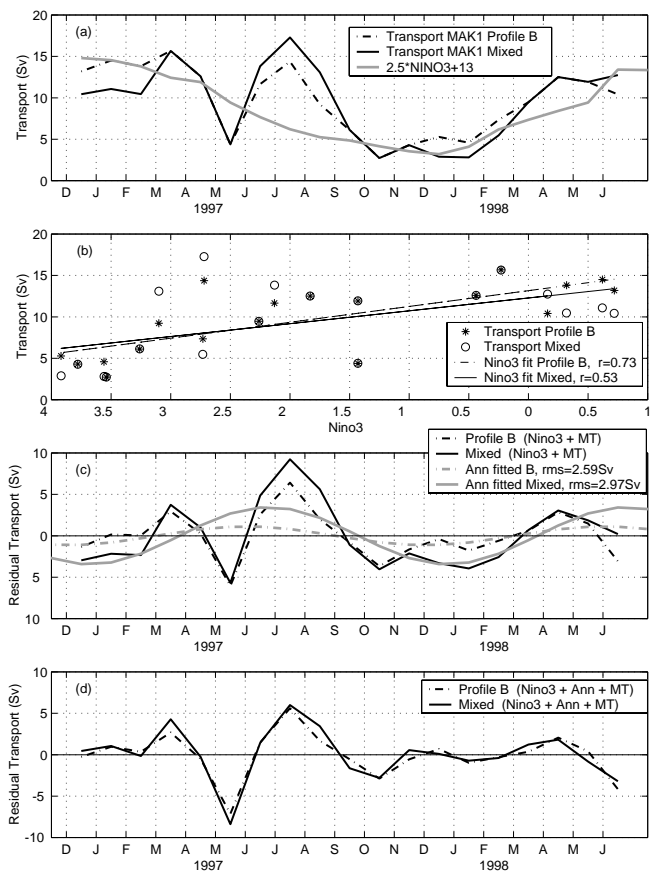 (a)
Transport MAK1 Profile B
Transport MAK1 Mixed
2.5*NINO3+13
Transport (Sv)
20
15
10
5
0
D J F M A M J J A S O N D J F M A M J
1997 1998
(b)
Transport (Sv)
20
15
10
5
0
Transport Profile B
Transport Mixed
Nino3 fit Profile B, r=0.73
Nino3 fit Mixed, r=0.53
4 3.5 3 2.5 2 1.5 1 0.5 0 0.5 1
Nino3
(c)
Profile B (Nino3 + MT)
Mixed (Nino3 + MT)
Ann fitted B, rms=2.59Sv
Ann fitted Mixed, rms=2.97Sv
Residual Transport (Sv)
10
5
0
5
10
D J F M A M J J A S O N D J F M A M J
1997 1998
(d)
Profile B (Nino3 + Ann + MT)
Mixed (Nino3 + Ann + MT)
Residual Transport (Sv)
10
5
0
-5
-10
D J F M A M J J A S O N D J F M A M J
1997 1998